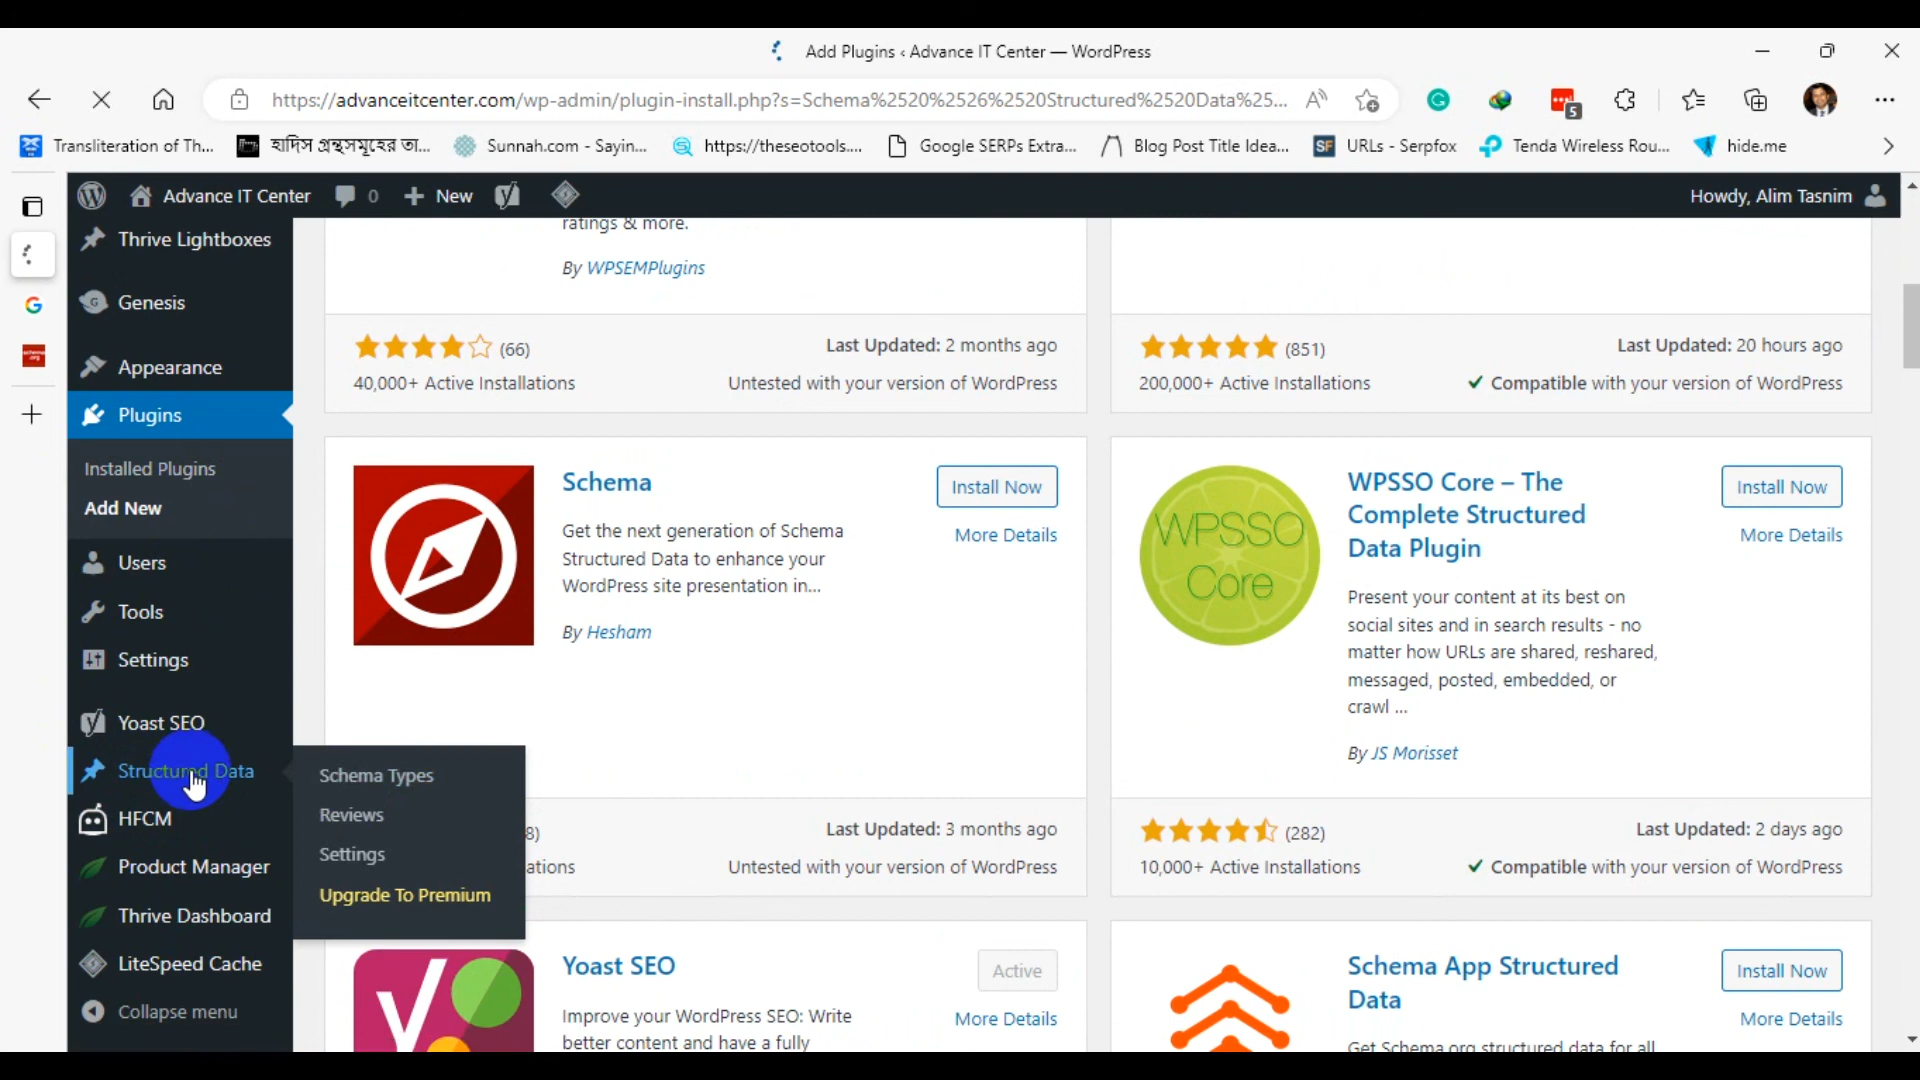 Add Plugins ‹ Advance IT Center — WordPress
https://advanceitcenter.com/wp-admin/plugin-install.php?s=Schema%2520%2526%2520Structured%2520Data%25...
5
Transliteration of Th...
হাদিস গ্রন্থসমূহের তা...
Sunnah.com - Sayin...
https://theseotools....
Google SERPs Extra...
Blog Post Title Idea...
SF URLs - Serpfox
Tenda Wireless Rou...
hide.me
Advance IT Center
0
New
Howdy, Alim Tasnim
Thrive Lightboxes
Genesis
Appearance
Plugins
Installed Plugins
Add New
Users
Tools
Settings
Yoast SEO
Structured Data
HFCM
Product Manager
Thrive Dashboard
LiteSpeed Cache
Collapse menu
Schema Types
Reviews
Settings
Upgrade To Premium
ratings & more.
By WPSEMPlugins
(66)
Last Updated: 2 months ago
40,000+ Active Installations
Untested with your version of WordPress
(851)
Last Updated: 20 hours ago
200,000+ Active Installations
Compatible with your version of WordPress
Schema
Install Now
More Details
Get the next generation of Schema
Structured Data to enhance your
WordPress site presentation in...
By Hesham
8)
Last Updated: 3 months ago
ations
Untested with your version of WordPress
WPSSO
Core
WPSSO Core – The
Complete Structured
Data Plugin
Install Now
More Details
Present your content at its best on
social sites and in search results - no
matter how URLs are shared, reshared,
messaged, posted, embedded, or
crawl ...
By JS Morisset
(282)
Last Updated: 2 days ago
10,000+ Active Installations
Compatible with your version of WordPress
Yoast SEO
Active
More Details
Improve your WordPress SEO: Write
better content and have a fully
Schema App Structured
Data
Install Now
More Details
Get Schema.org structured data for all